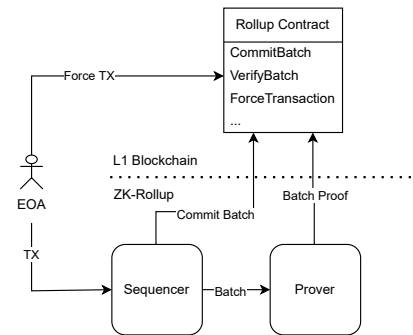 Rollup Contract
CommitBatch
VerifyBatch
ForceTransaction
...
Force TX
L1 Blockchain
ZK-Rollup
EOA
Commit Batch
Batch Proof
TX
Sequencer
Batch
Prover